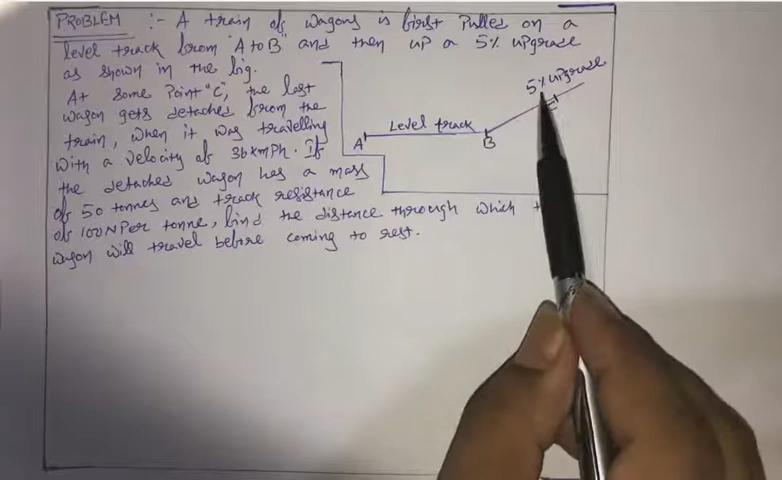 PROBLEM :- A train of wagons is first pulled on a
level track from "A to B" and then up a 5% upgrade
as shown in the fig.
At some Point "C", the last
wagon gets detached from the
train, when it was travelling
with a velocity of 36kmPh. If
the detached wagon has a mass
of 50 tonnes and track resistance
of 100N Per tonne, find the distance through which
wagon will travel before coming to rest.
5% upgrade
Level track
A
B